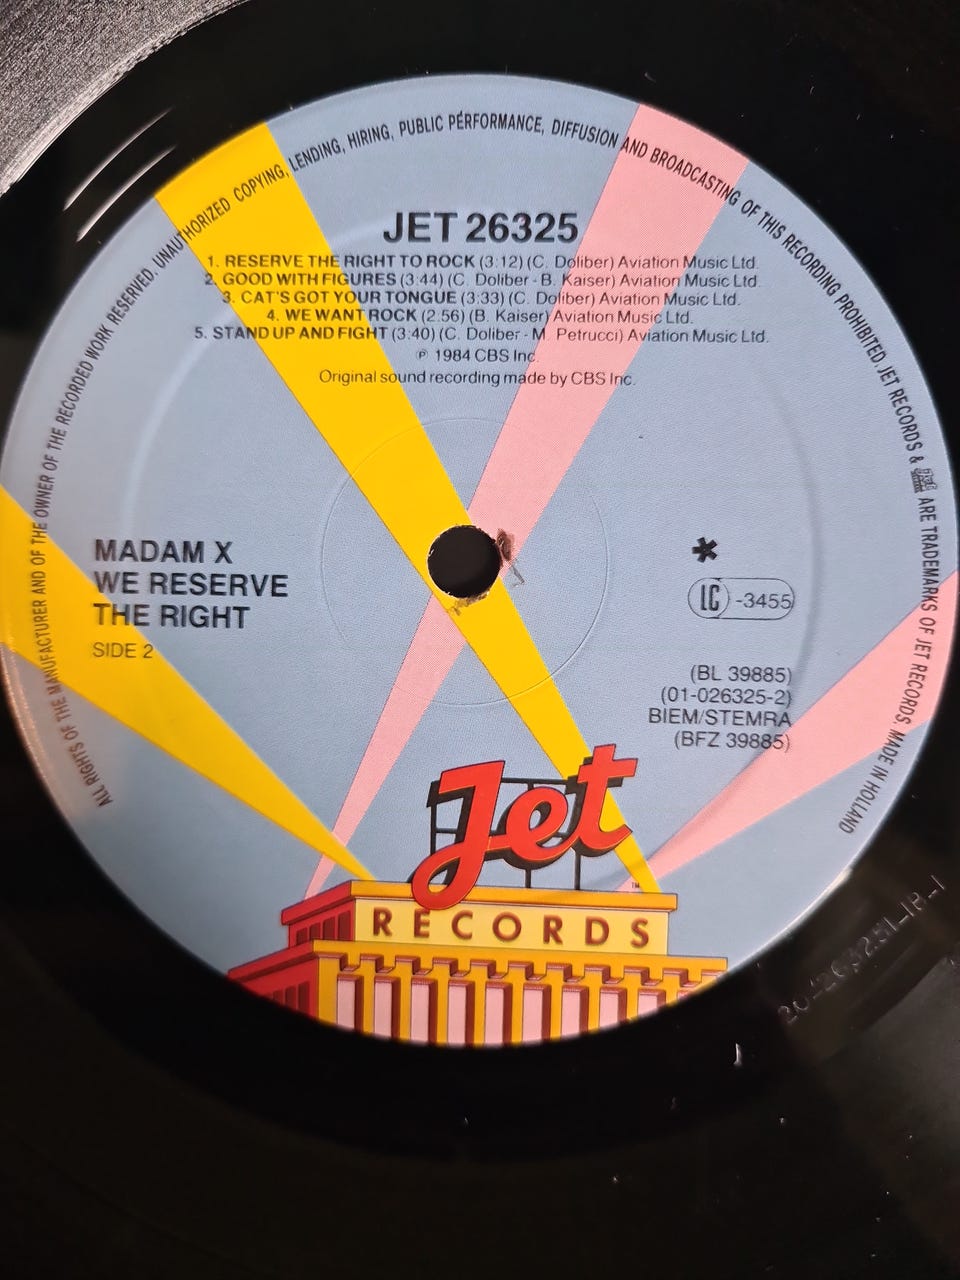 ALL RIGHTS OF THE MANUFACTURER AND OF THE OWNER OF THE RECORDED WORK RESERVED. UNAUTHORIZED COPYING, LENDING, HIRING, PUBLIC PERFORMANCE, DIFFUSION AND BROADCASTING OF THIS RECORDING PROHIBITED. JET RECORDS & Jet ARE TRADEMARKS OF JET RECORDS. MADE IN HOLLAND
JET 26325
1. RESERVE THE RIGHT TO ROCK (3:12) (C. Doliber) Aviation Music Ltd.
2. GOOD WITH FIGURES (3:44) (C. Doliber - B. Kaiser) Aviation Music Ltd.
3. CAT'S GOT YOUR TONGUE (3:33) (C. Doliber) Aviation Music Ltd.
4. WE WANT ROCK (2.56) (B. Kaiser) Aviation Music Ltd.
5. STAND UP AND FIGHT (3:40) (C. Doliber - M. Petrucci) Aviation Music Ltd.
℗ 1984 CBS Inc.
Original sound recording made by CBS Inc.
MADAM X
WE RESERVE
THE RIGHT
SIDE 2
*
LC -3455
(BL 39885)
(01-026325-2)
BIEM/STEMRA
(BFZ 39885)
Jet
TM
RECORDS